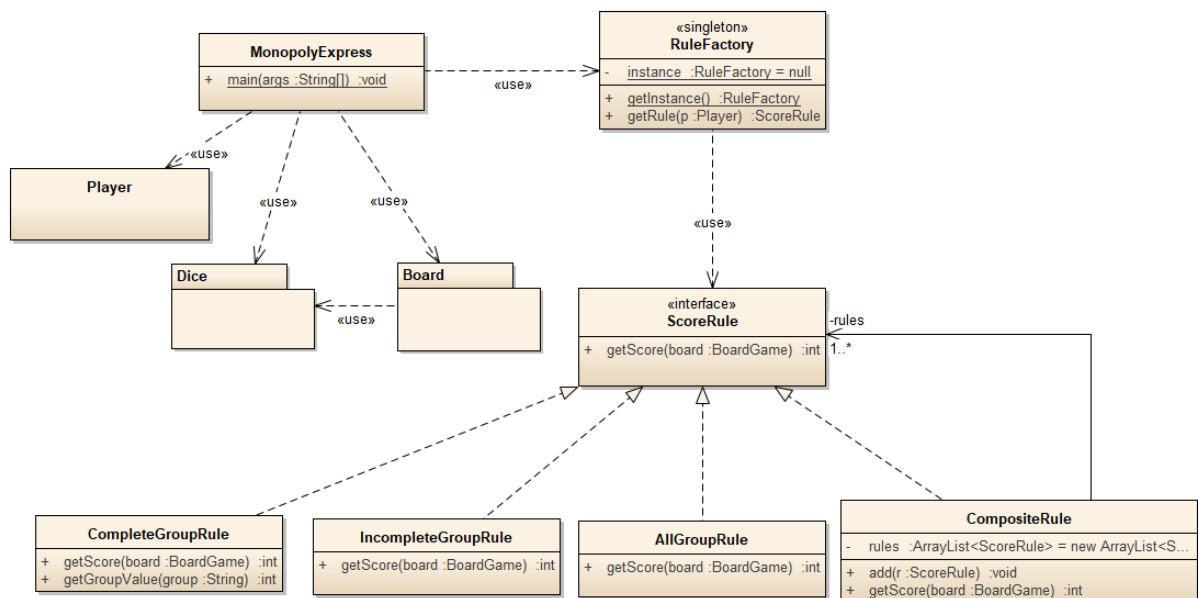 MonopolyExpress
+ main(args :String[]) :void
«singleton»
RuleFactory
- instance :RuleFactory = null
+ getInstance() :RuleFactory
+ getRule(p :Player) :ScoreRule
«use»
«use»
Player
«use»
«use»
«use»
Dice
Board
«use»
«interface»
ScoreRule
+ getScore(board :BoardGame) :int
-rules
1..*
CompleteGroupRule
+ getScore(board :BoardGame) :int
+ getGroupValue(group :String) :int
IncompleteGroupRule
+ getScore(board :BoardGame) :int
AllGroupRule
+ getScore(board :BoardGame) :int
CompositeRule
- rules :ArrayList<ScoreRule> = new ArrayList<S...
+ add(r :ScoreRule) :void
+ getScore(board :BoardGame) :int